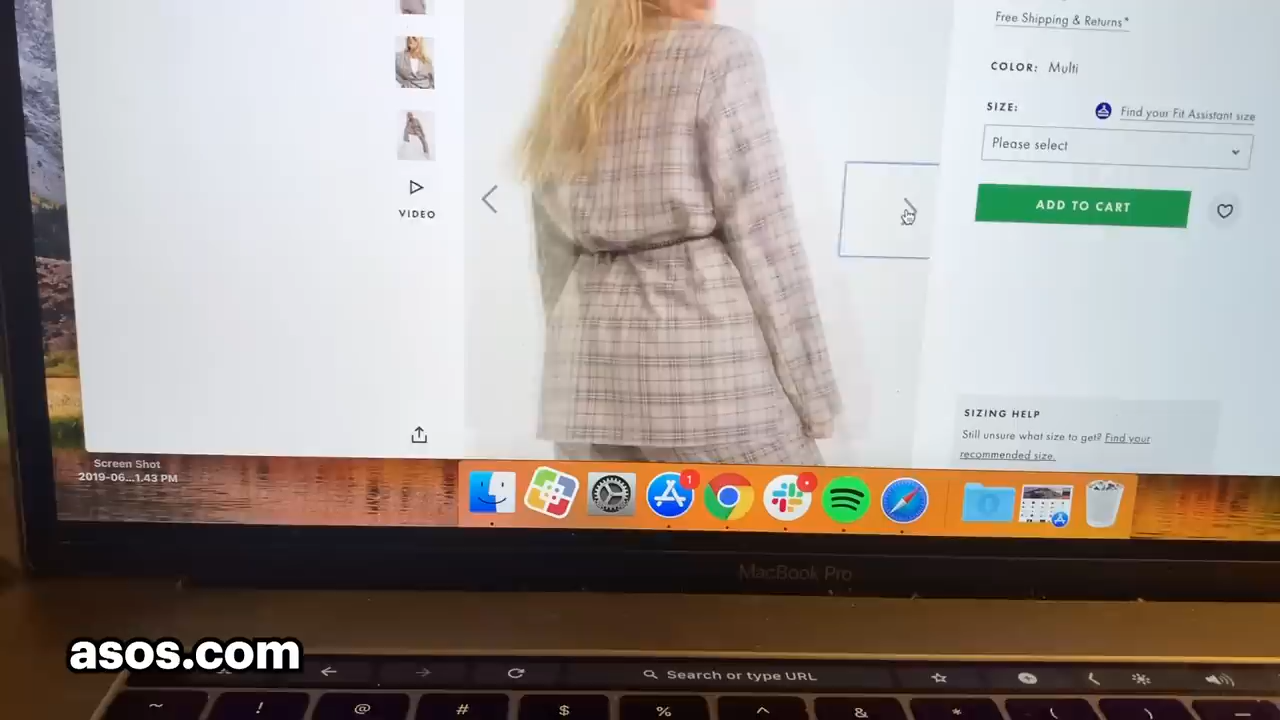 Free Shipping & Returns*
COLOR: Multi
SIZE:
Find your Fit Assistant size
Please select
VIDEO
ADD TO CART
SIZING HELP
Still unsure what size to get? Find your
recommended size.
Screen Shot
2019-06...1.43 PM
1
MacBook Pro
asos.com
Search or type URL
~ ! @ # $ % ^ & * ( ) —